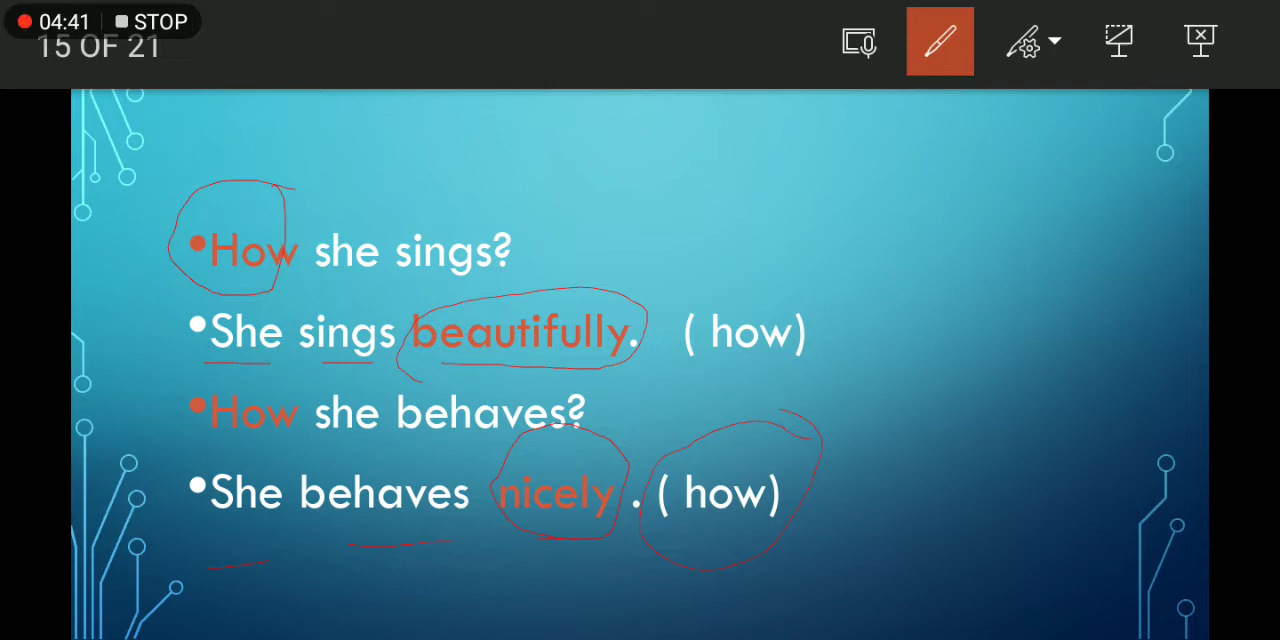 04:41 STOP
15 OF 21
•How she sings?
•She sings beautifully. ( how)
•How she behaves?
•She behaves nicely .( how)